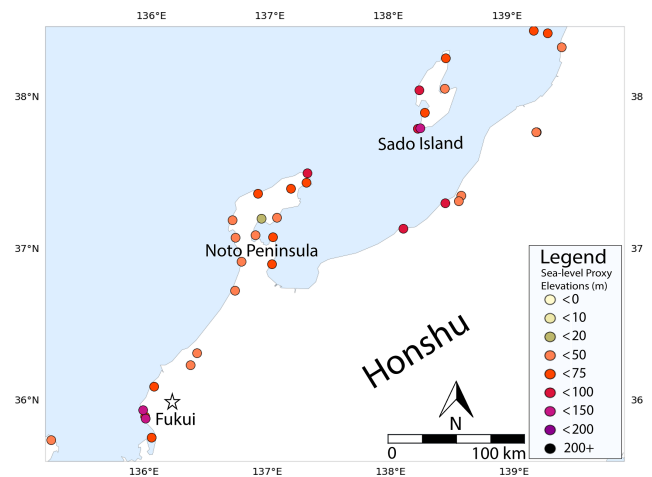 136°E 137°E 138°E 139°E
38°N 38
Sado Island
37°N 37
Noto Peninsula
Legend
Sea-level Proxy
Elevations (m)
<0
<10
<20
<50
<75
<100
<150
<200
200+
Honshu
36°N
Fukui
N
0 100 km
136°E 137°E 138°E 139°E